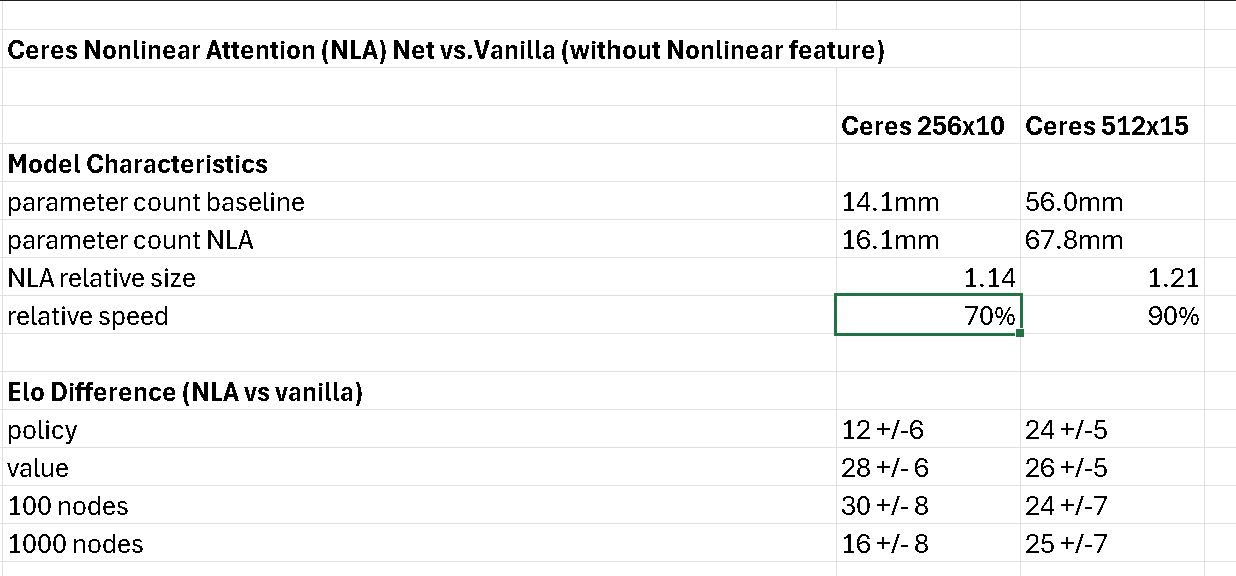 Ceres Nonlinear Attention (NLA) Net vs.Vanilla (without Nonlinear feature)
Ceres 256x10 Ceres 512x15
Model Characteristics
parameter count baseline 14.1mm 56.0mm
parameter count NLA 16.1mm 67.8mm
NLA relative size 1.14 1.21
relative speed 70% 90%
Elo Difference (NLA vs vanilla)
policy 12 +/-6 24 +/-5
value 28 +/- 6 26 +/-5
100 nodes 30 +/- 8 24 +/-7
1000 nodes 16 +/- 8 25 +/-7